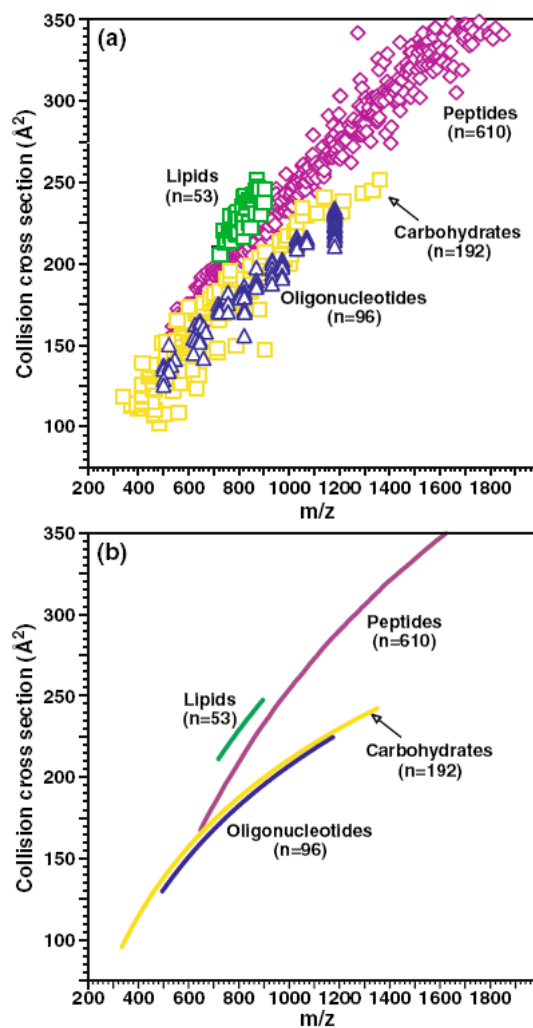 350
(a)
300
Peptides
(n=610)
Lipids
(n=53)
250
Carbohydrates
(n=192)
200
Oligonucleotides
(n=96)
150
100
Collision cross section (Å²)
200 400 600 800 1000 1200 1400 1600 1800
m/z
350
(b)
300
Peptides
(n=610)
250
Lipids
(n=53)
Carbohydrates
(n=192)
200
Oligonucleotides
(n=96)
150
100
Collision cross section (Å²)
200 400 600 800 1000 1200 1400 1600 1800
m/z